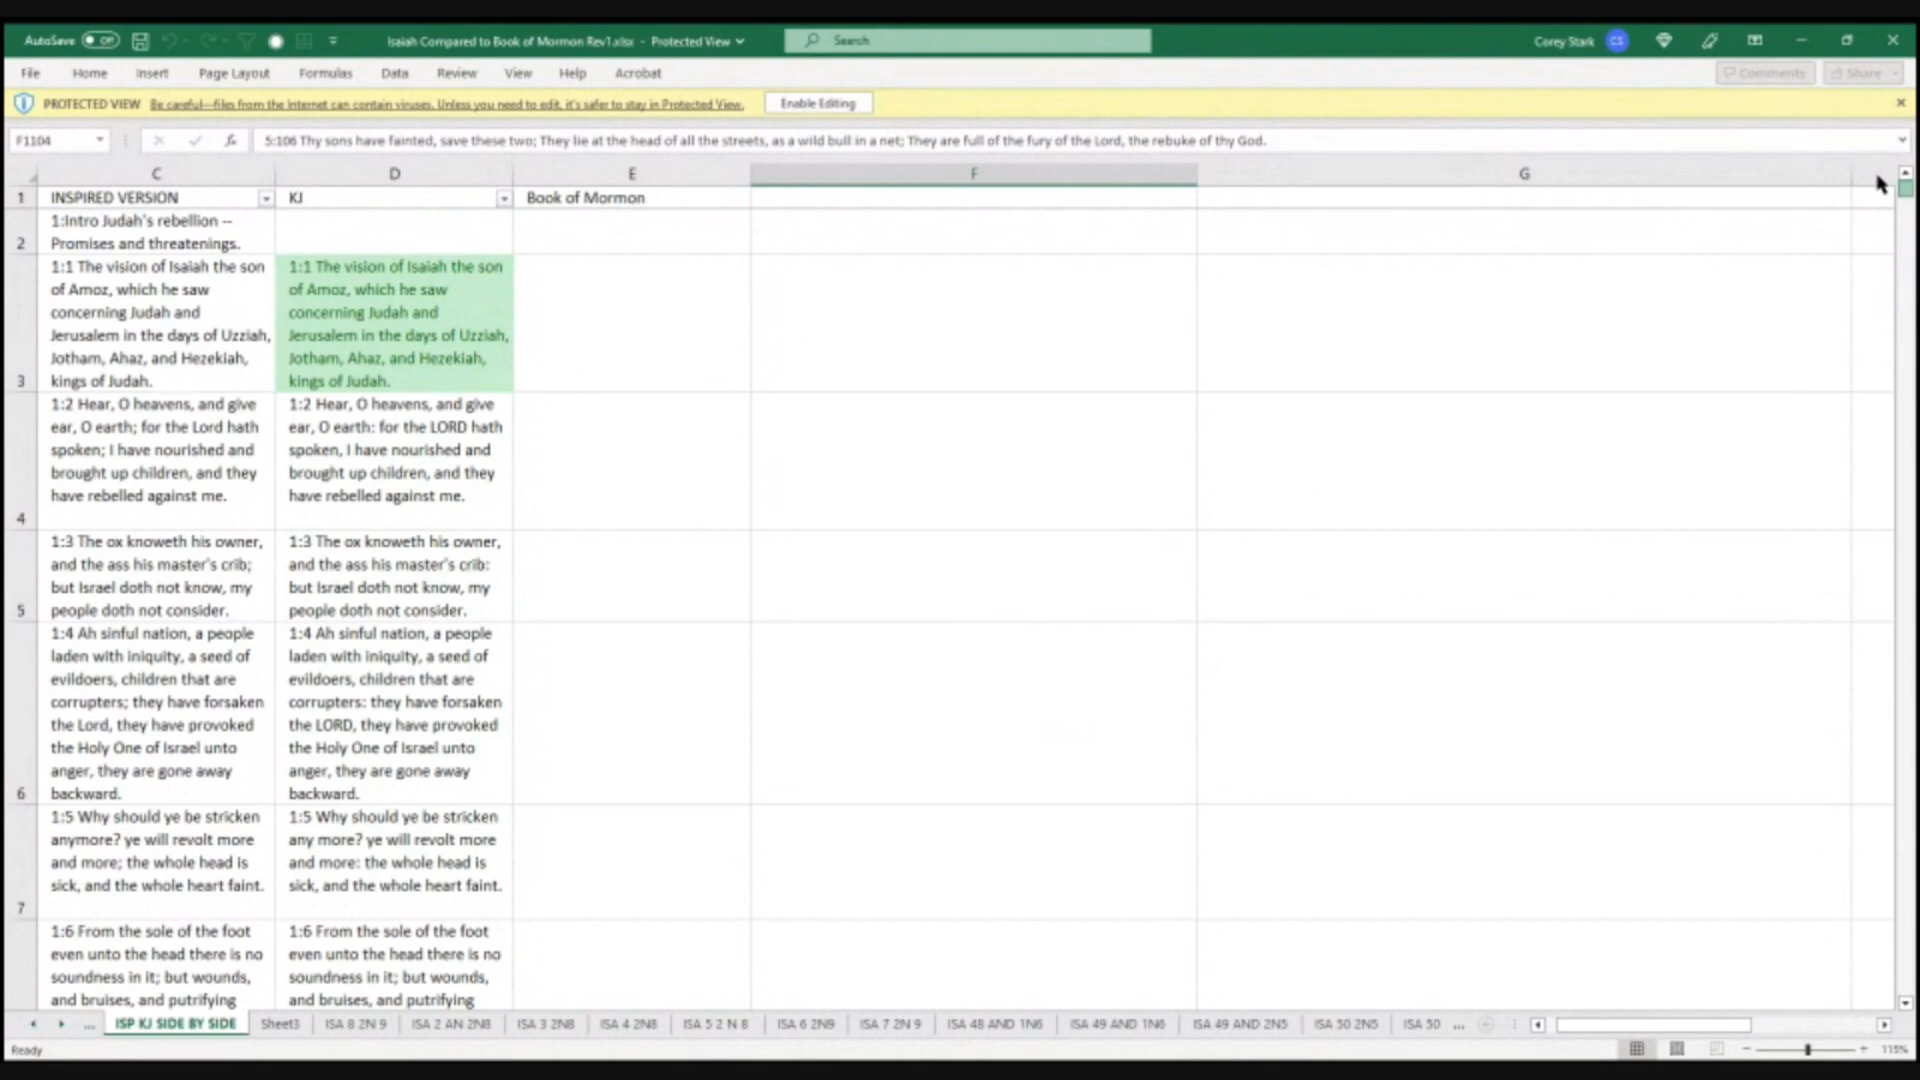 AutoSave Off
Isaiah Compared to Book of Mormon Rev1.xlsx - Protected View
Search
Corey Stark CS
File Home Insert Page Layout Formulas Data Review View Help Acrobat
Comments Share
PROTECTED VIEW Be careful—files from the Internet can contain viruses. Unless you need to edit, it's safer to stay in Protected View. Enable Editing
F1104 fx 5:106 Thy sons have fainted, save these two; They lie at the head of all the streets, as a wild bull in a net; They are full of the fury of the Lord, the rebuke of thy God.
C D E F G
1 INSPIRED VERSION KJ Book of Mormon
1:Intro Judah's rebellion --
Promises and threatenings.
2
1:1 The vision of Isaiah the son
of Amoz, which he saw
concerning Judah and
Jerusalem in the days of Uzziah,
Jotham, Ahaz, and Hezekiah,
kings of Judah.
1:1 The vision of Isaiah the son
of Amoz, which he saw
concerning Judah and
Jerusalem in the days of Uzziah,
Jotham, Ahaz, and Hezekiah,
kings of Judah.
3
1:2 Hear, O heavens, and give
ear, O earth; for the Lord hath
spoken; I have nourished and
brought up children, and they
have rebelled against me.
1:2 Hear, O heavens, and give
ear, O earth: for the LORD hath
spoken, I have nourished and
brought up children, and they
have rebelled against me.
4
1:3 The ox knoweth his owner,
and the ass his master's crib;
but Israel doth not know, my
people doth not consider.
1:3 The ox knoweth his owner,
and the ass his master's crib:
but Israel doth not know, my
people doth not consider.
5
1:4 Ah sinful nation, a people
laden with iniquity, a seed of
evildoers, children that are
corrupters; they have forsaken
the Lord, they have provoked
the Holy One of Israel unto
anger, they are gone away
backward.
1:4 Ah sinful nation, a people
laden with iniquity, a seed of
evildoers, children that are
corrupters: they have forsaken
the LORD, they have provoked
the Holy One of Israel unto
anger, they are gone away
backward.
6
1:5 Why should ye be stricken
anymore? ye will revolt more
and more; the whole head is
sick, and the whole heart faint.
1:5 Why should ye be stricken
any more? ye will revolt more
and more: the whole head is
sick, and the whole heart faint.
7
1:6 From the sole of the foot
even unto the head there is no
soundness in it; but wounds,
and bruises, and putrifying
1:6 From the sole of the foot
even unto the head there is no
soundness in it; but wounds,
and bruises, and putrifying
... ISP KJ SIDE BY SIDE Sheet3 ISA 8 2N 9 ISA 2 AN 2N8 ISA 3 2N8 ISA 4 2N8 ISA 5 2 N 8 ISA 6 2N9 ISA 7 2N 9 ISA 48 AND 1N6 ISA 49 AND 1N6 ISA 49 AND 2N5 ISA 50 2N5 ISA 50 ...
Ready 115%